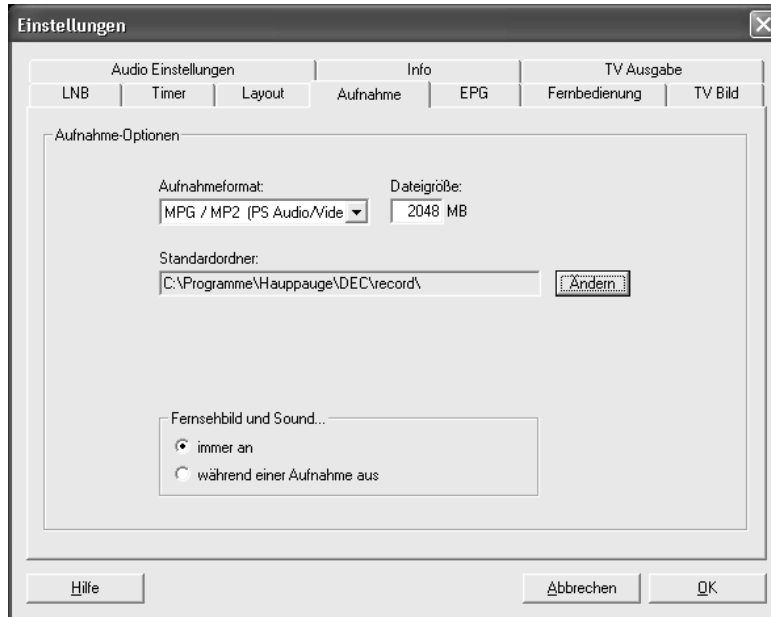 Einstellungen
Audio Einstellungen Info TV Ausgabe
LNB Timer Layout Aufnahme EPG Fernbedienung TV Bild
Aufnahme-Optionen
Aufnahmeformat: Dateigröße:
MPG / MP2 (PS Audio/Vide 2048 MB
Standardordner:
C:\Programme\Hauppauge\DEC\record\ Ändern
Fernsehbild und Sound...
immer an
während einer Aufnahme aus
Hilfe Abbrechen OK